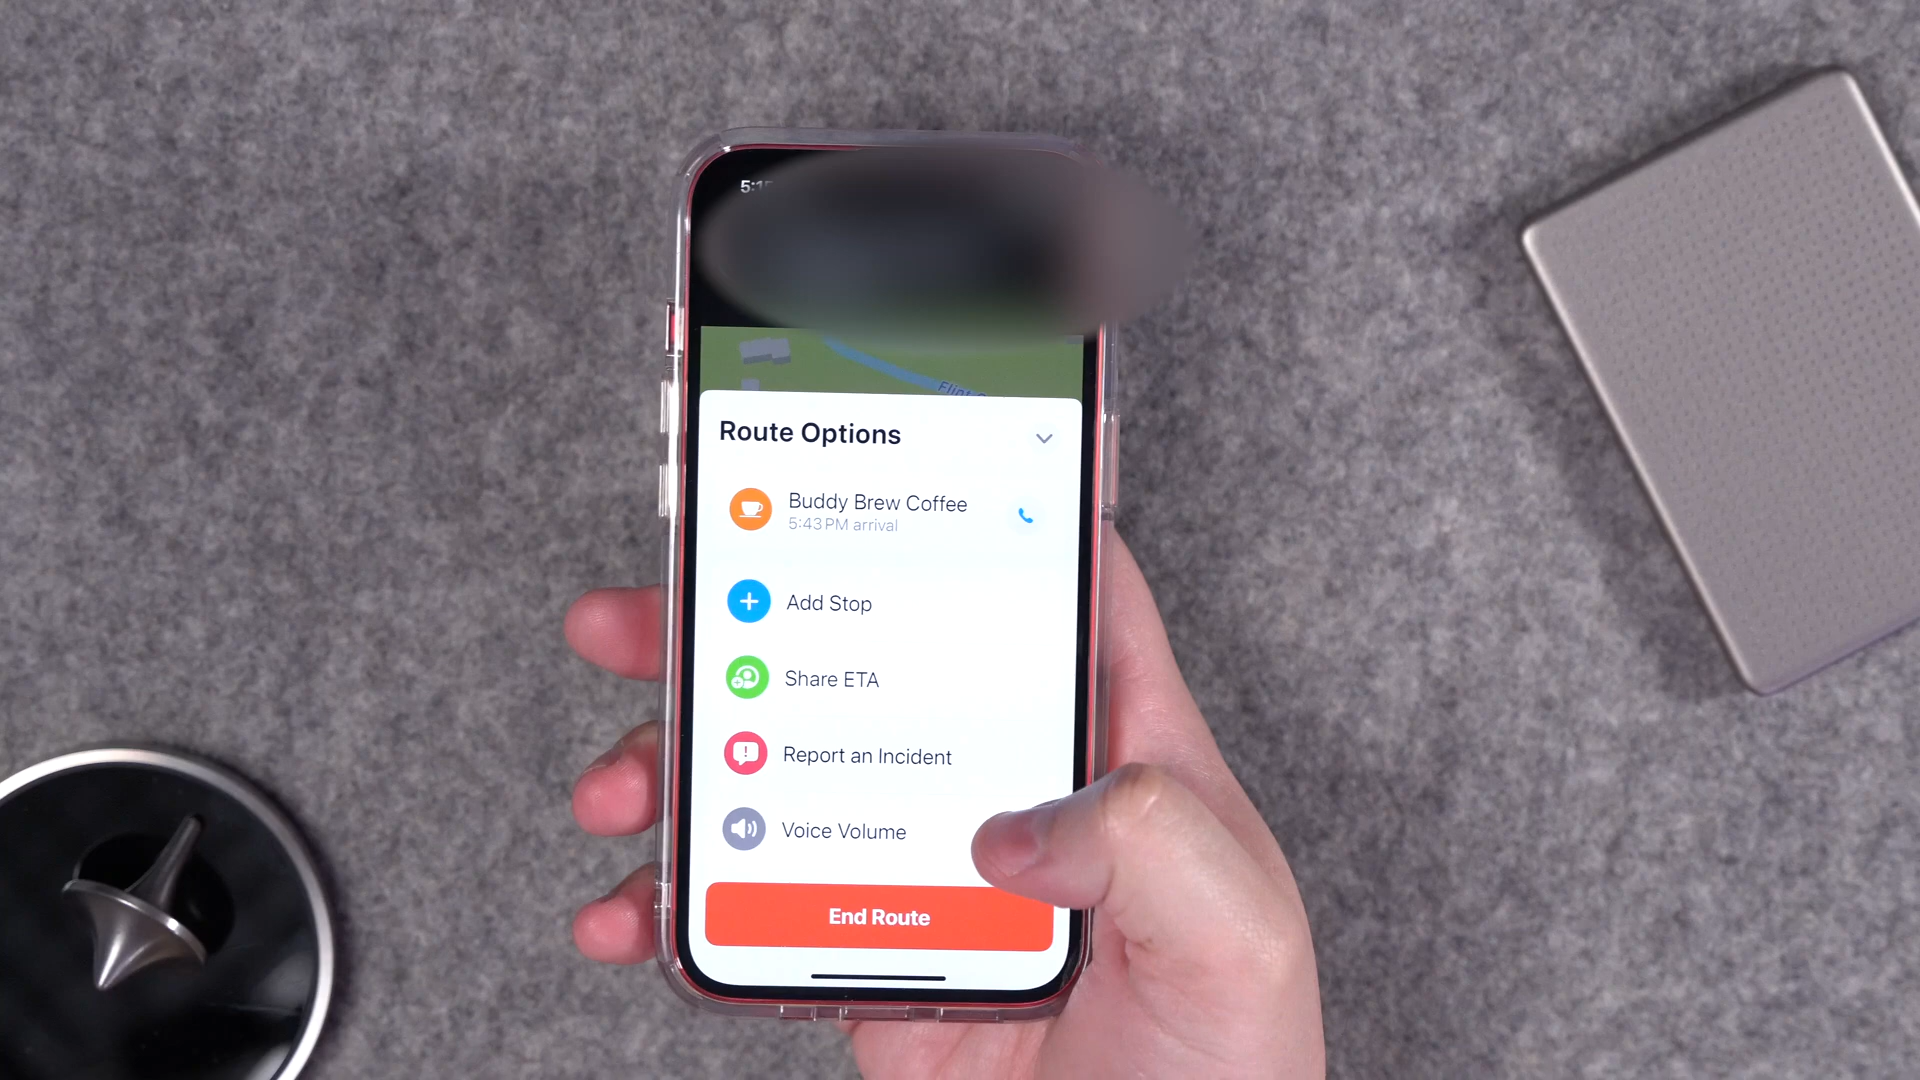 Route Options
Buddy Brew Coffee
5:43 PM arrival
Add Stop
Share ETA
Report an Incident
Voice Volume
End Route